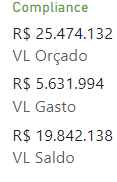 Compliance
R$ 25.474.132
VL Orçado
R$ 5.631.994
VL Gasto
R$ 19.842.138
VL Saldo